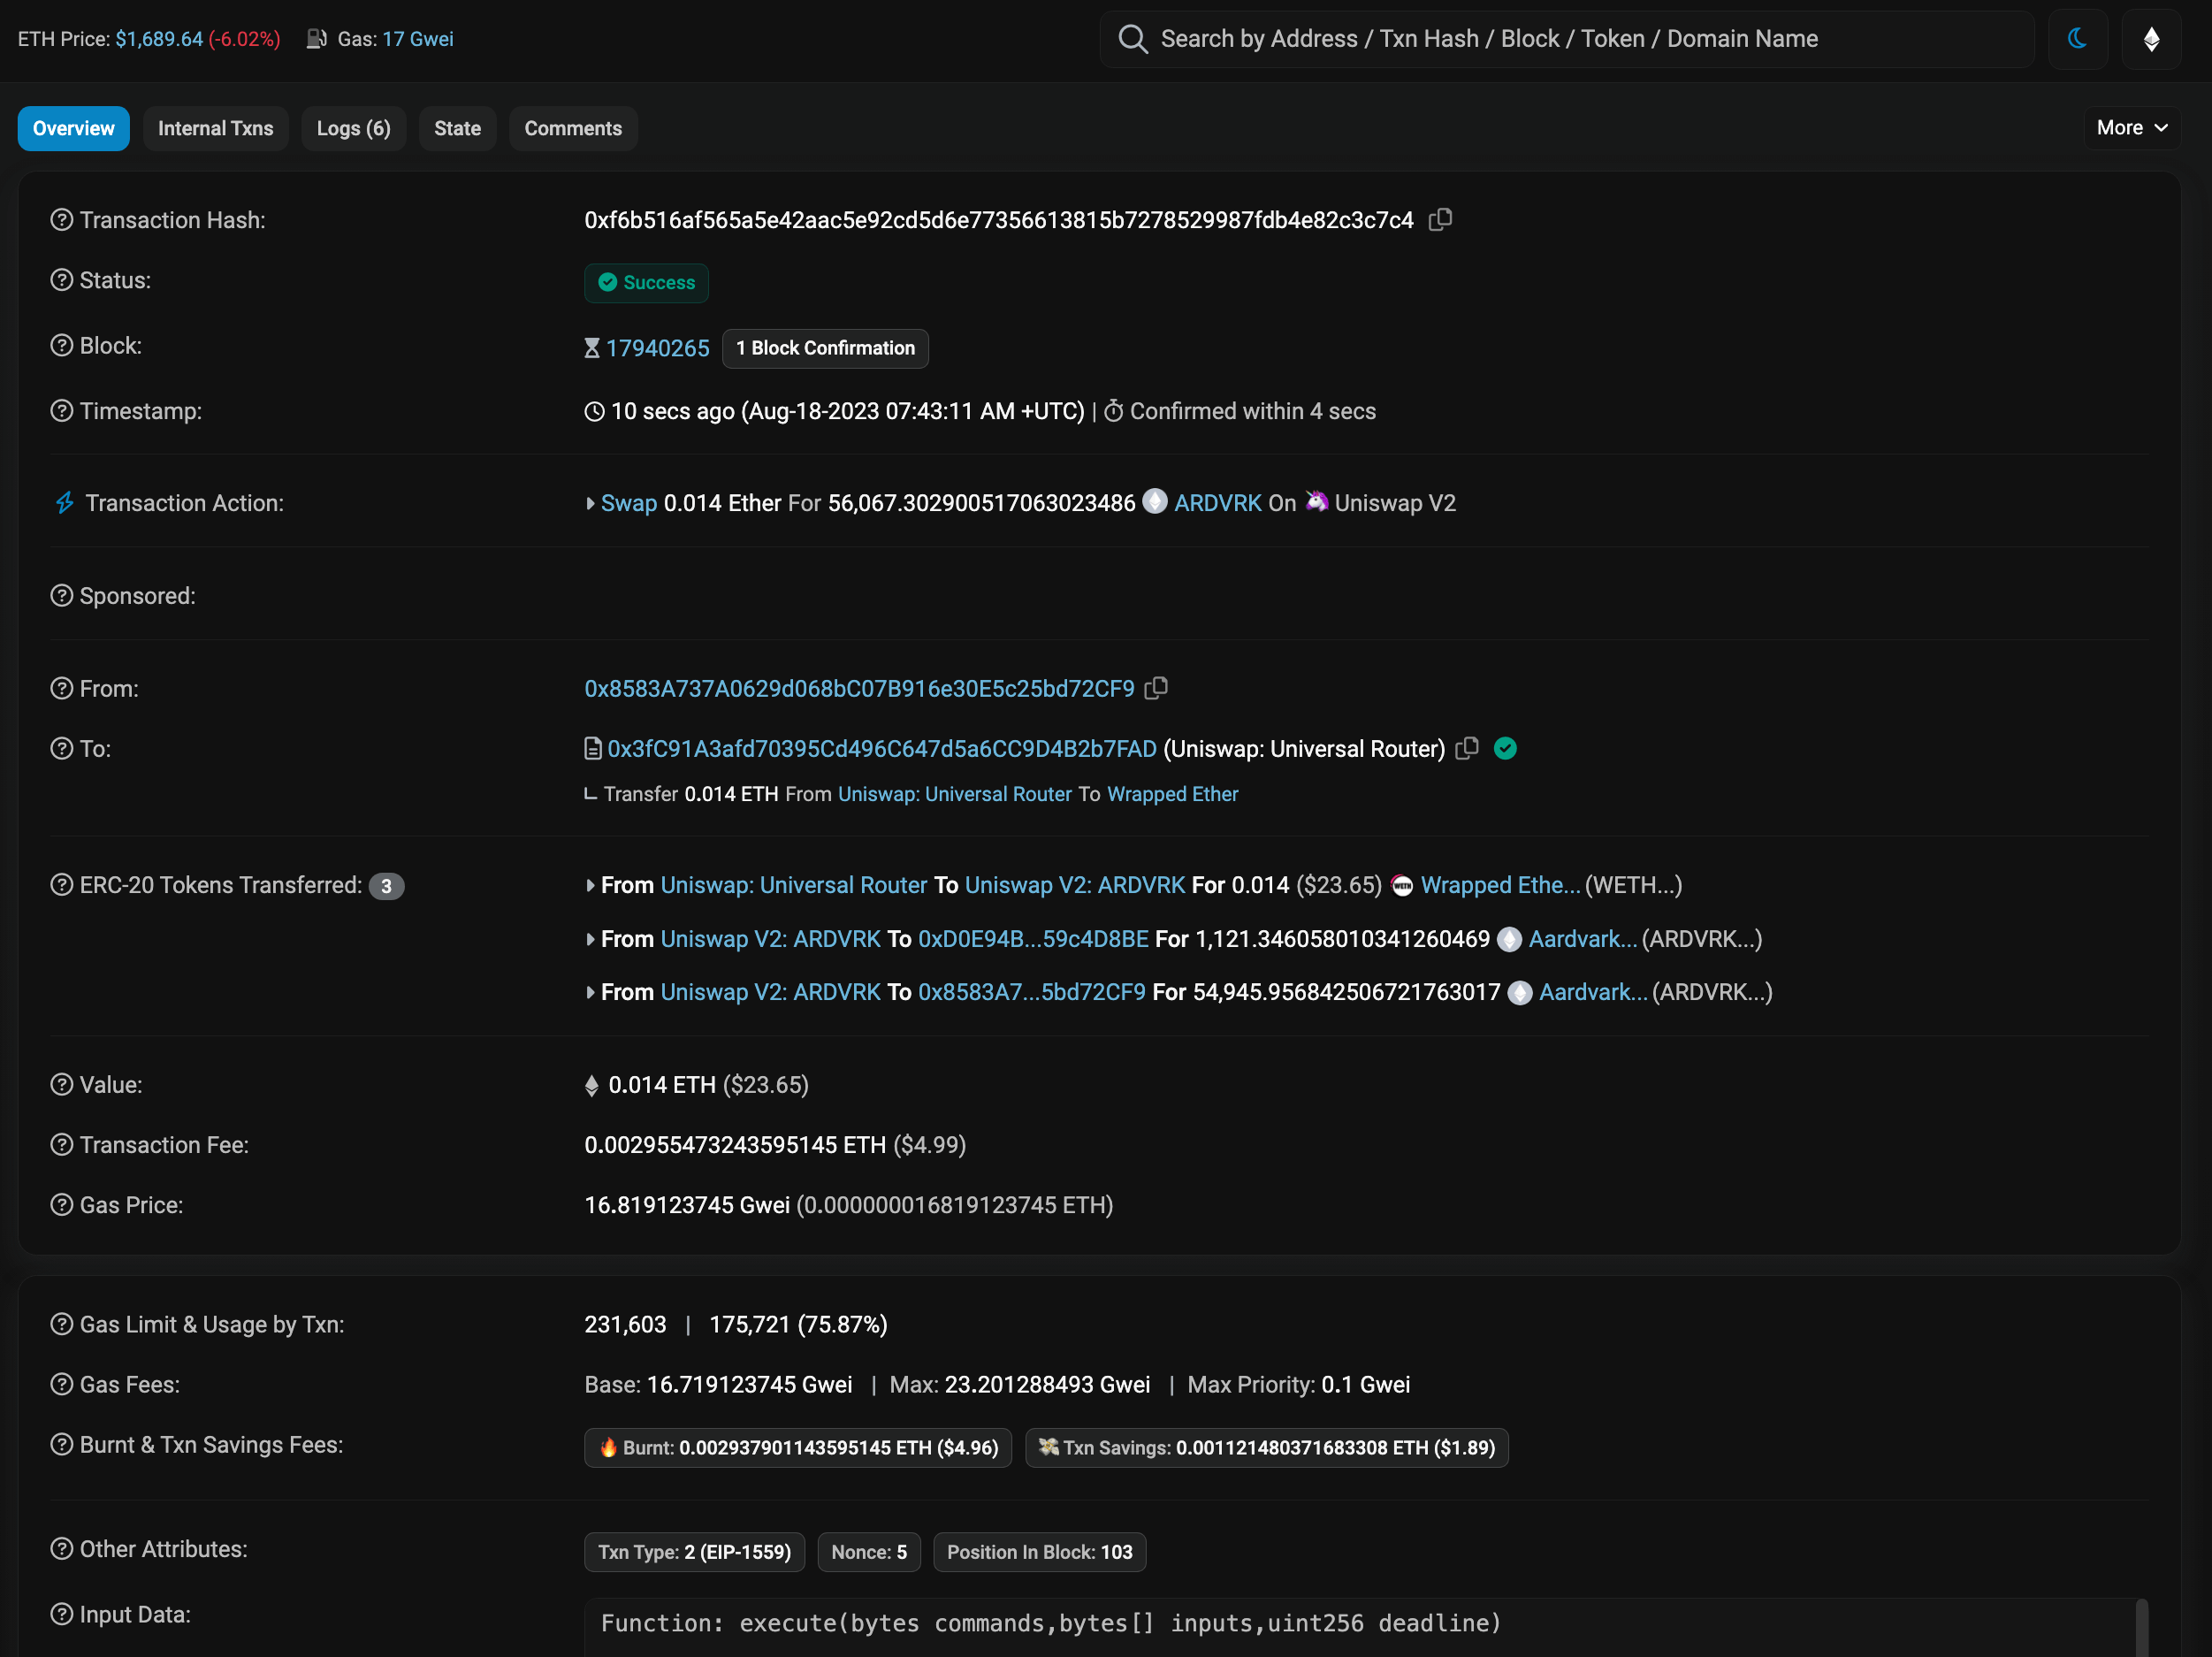 ETH Price: $1,689.64 (-6.02%) Gas: 17 Gwei
Search by Address / Txn Hash / Block / Token / Domain Name
Overview Internal Txns Logs (6) State Comments More
Transaction Hash: 0xf6b516af565a5e42aac5e92cd5d6e77356613815b7278529987fdb4e82c3c7c4
Status: Success
Block: 17940265 1 Block Confirmation
Timestamp: 10 secs ago (Aug-18-2023 07:43:11 AM +UTC) | Confirmed within 4 secs
Transaction Action: Swap 0.014 Ether For 56,067.302900517063023486 ARDVRK On Uniswap V2
Sponsored:
From: 0x8583A737A0629d068bC07B916e30E5c25bd72CF9
To: 0x3fC91A3afd70395Cd496C647d5a6CC9D4B2b7FAD (Uniswap: Universal Router)
Transfer 0.014 ETH From Uniswap: Universal Router To Wrapped Ether
ERC-20 Tokens Transferred: 3 From Uniswap: Universal Router To Uniswap V2: ARDVRK For 0.014 ($23.65) WETH Wrapped Ethe... (WETH...)
From Uniswap V2: ARDVRK To 0xD0E94B...59c4D8BE For 1,121.346058010341260469 Aardvark... (ARDVRK...)
From Uniswap V2: ARDVRK To 0x8583A7...5bd72CF9 For 54,945.956842506721763017 Aardvark... (ARDVRK...)
Value: 0.014 ETH ($23.65)
Transaction Fee: 0.002955473243595145 ETH ($4.99)
Gas Price: 16.819123745 Gwei (0.000000016819123745 ETH)
Gas Limit & Usage by Txn: 231,603 | 175,721 (75.87%)
Gas Fees: Base: 16.719123745 Gwei | Max: 23.201288493 Gwei | Max Priority: 0.1 Gwei
Burnt & Txn Savings Fees: Burnt: 0.002937901143595145 ETH ($4.96) Txn Savings: 0.001121480371683308 ETH ($1.89)
Other Attributes: Txn Type: 2 (EIP-1559) Nonce: 5 Position In Block: 103
Input Data: Function: execute(bytes commands,bytes[] inputs,uint256 deadline)